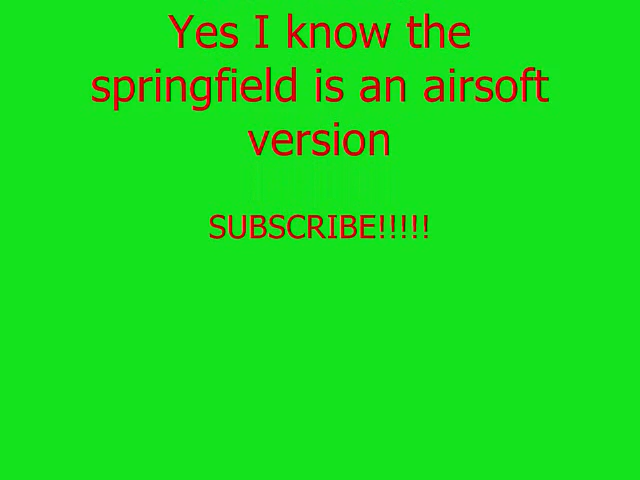 Yes I know the
springfield is an airsoft
version
SUBSCRIBE!!!!!